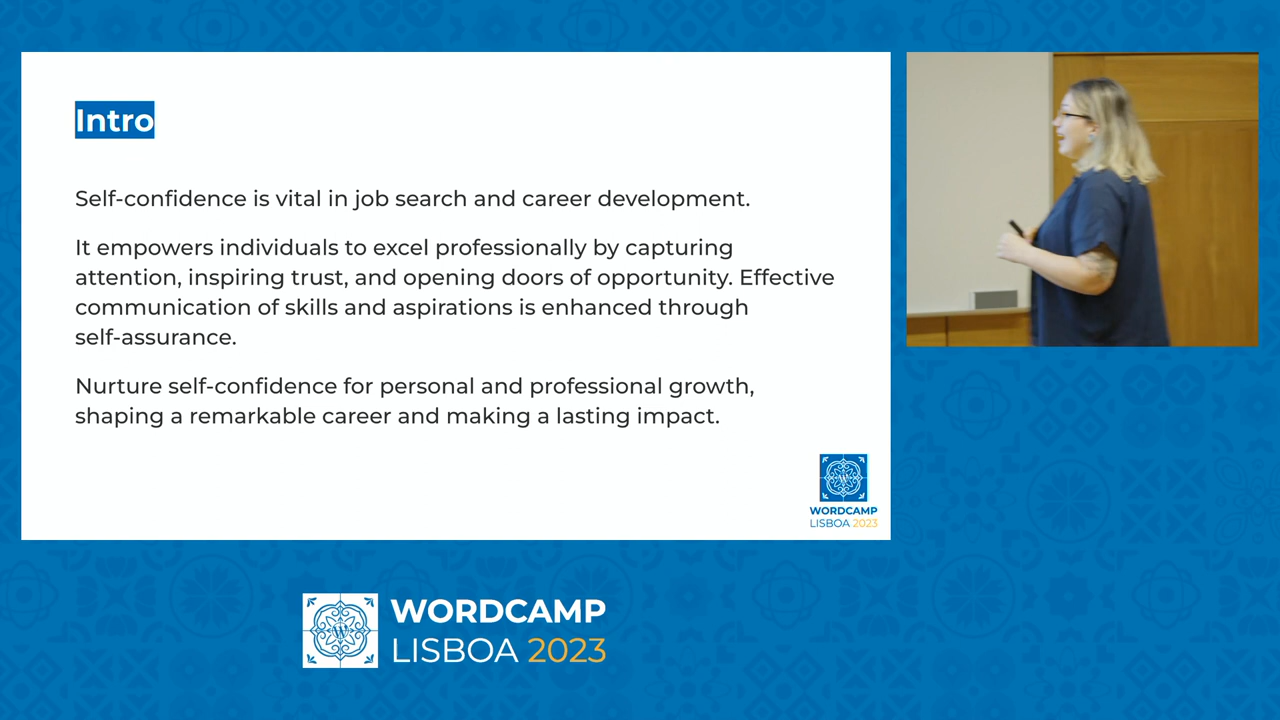 Intro
Self-confidence is vital in job search and career development.
It empowers individuals to excel professionally by capturing
attention, inspiring trust, and opening doors of opportunity. Effective
communication of skills and aspirations is enhanced through
self-assurance.
Nurture self-confidence for personal and professional growth,
shaping a remarkable career and making a lasting impact.
WORDCAMP
LISBOA 2023
WORDCAMP
LISBOA 2023